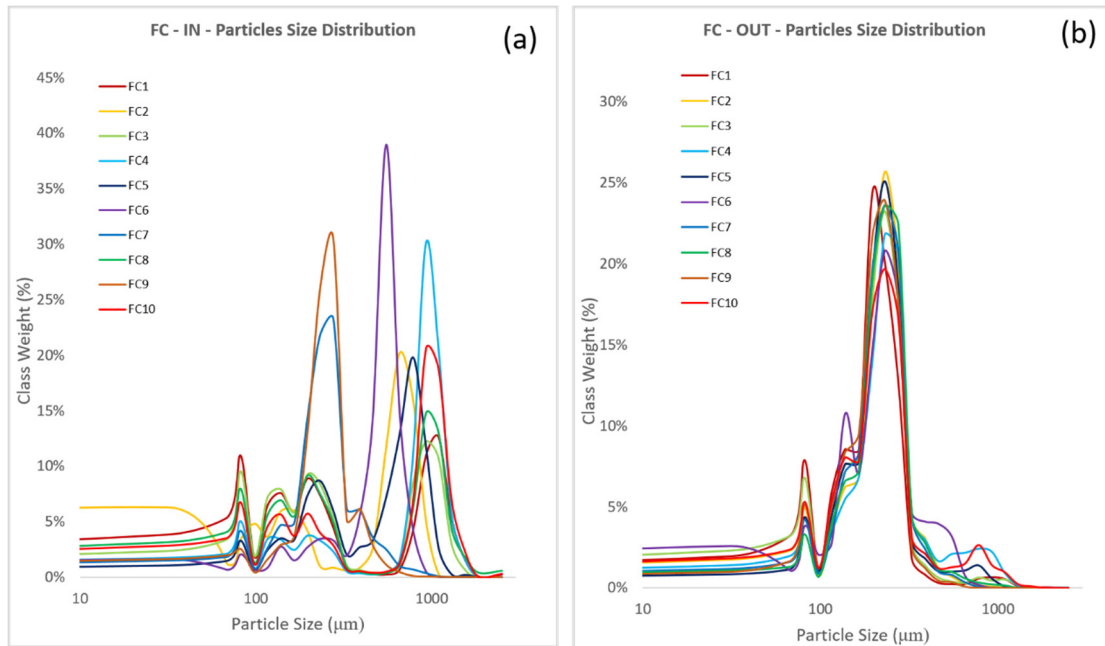 FC - IN - Particles Size Distribution
(a)
45%
40%
35%
30%
25%
20%
15%
10%
5%
0%
Class Weight (%)
FC1
FC2
FC3
FC4
FC5
FC6
FC7
FC8
FC9
FC10
10
100
1000
Particle Size (μm)
FC - OUT - Particles Size Distribution
(b)
30%
25%
20%
15%
10%
5%
0%
Class Weight (%)
FC1
FC2
FC3
FC4
FC5
FC6
FC7
FC8
FC9
FC10
10
100
1000
Particle Size (μm)